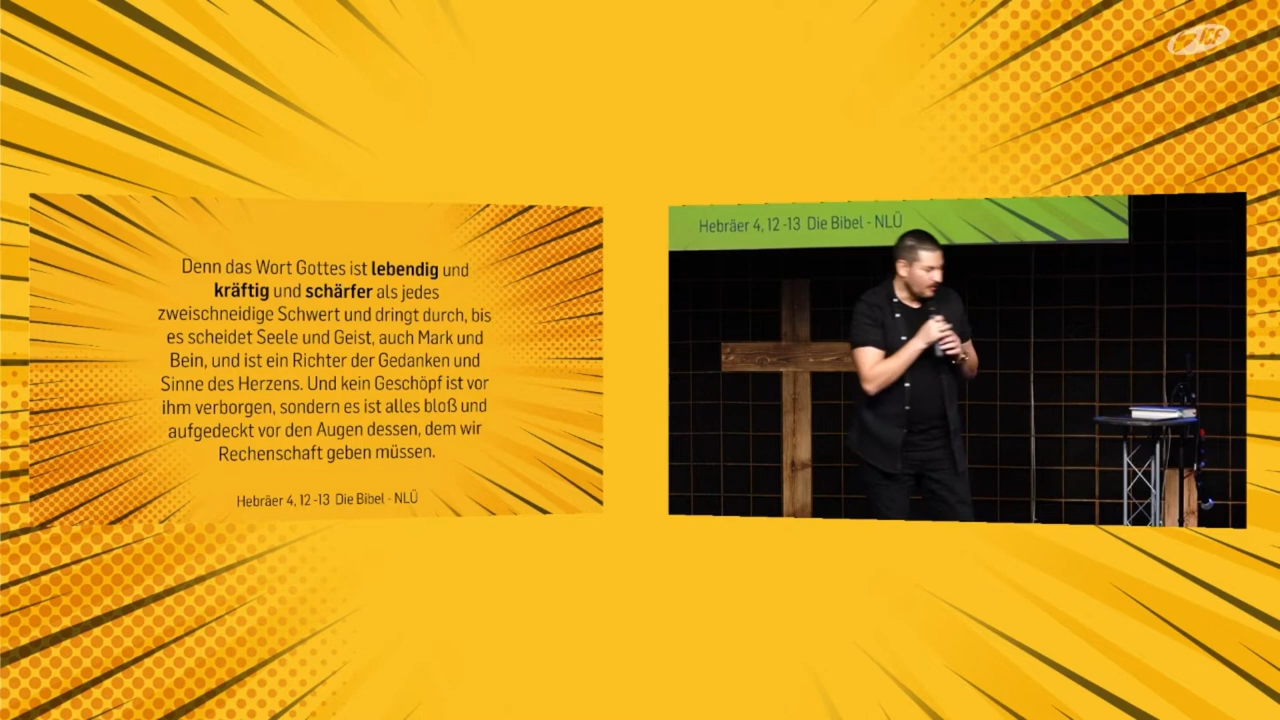 ICF
Denn das Wort Gottes ist lebendig und
kräftig und schärfer als jedes
zweischneidige Schwert und dringt durch, bis
es scheidet Seele und Geist, auch Mark und
Bein, und ist ein Richter der Gedanken und
Sinne des Herzens. Und kein Geschöpf ist vor
ihm verborgen, sondern es ist alles bloß und
aufgedeckt vor den Augen dessen, dem wir
Rechenschaft geben müssen.
Hebräer 4, 12 -13 Die Bibel - NLÜ
Hebräer 4, 12 -13 Die Bibel - NLÜ